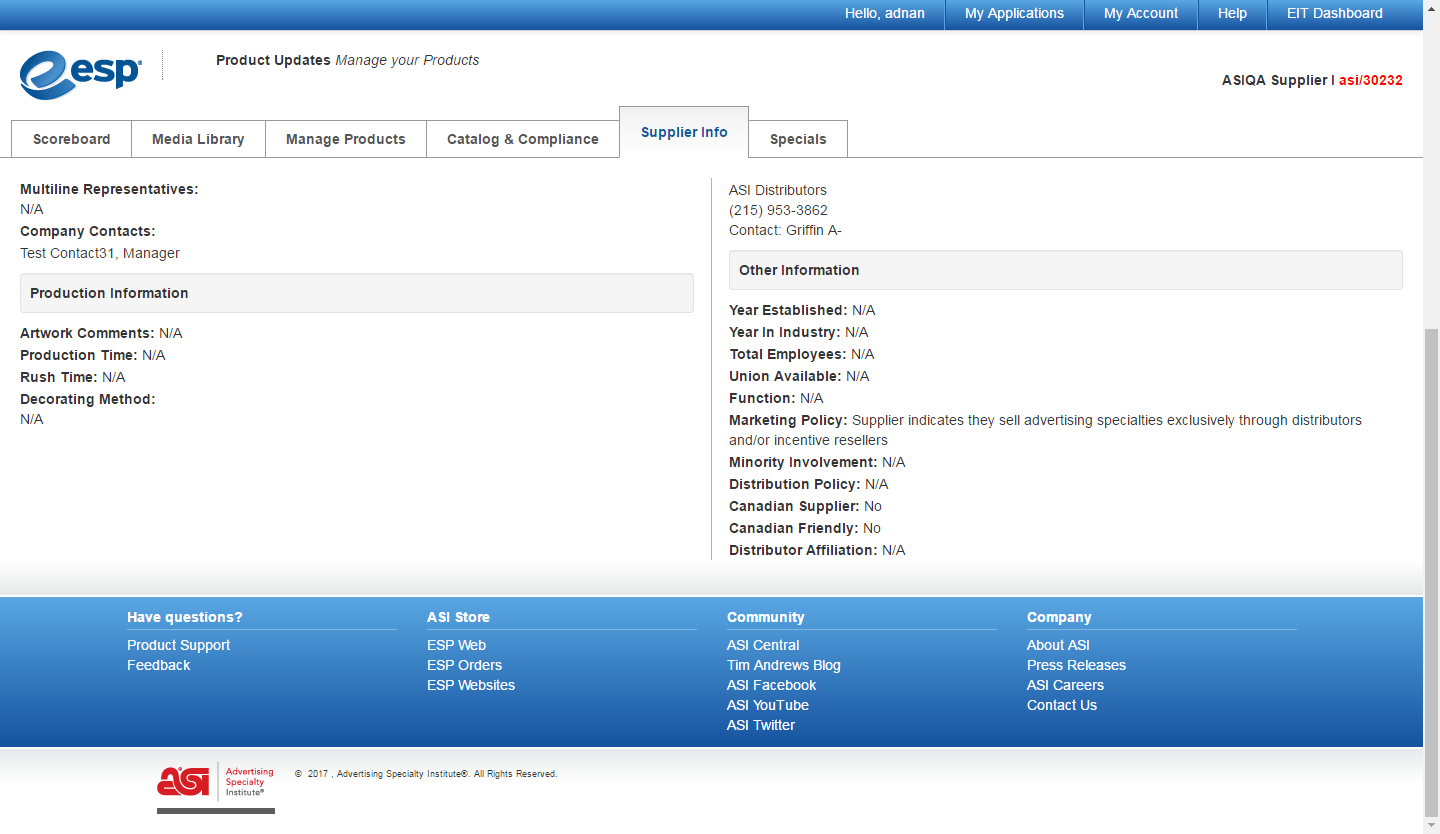 Hello, adnan
My Applications
My Account
Help
EIT Dashboard
esp®
Product Updates Manage your Products
ASIQA Supplier I asi/30232
Scoreboard
Media Library
Manage Products
Catalog & Compliance
Supplier Info
Specials
Multiline Representatives:
N/A
Company Contacts:
Test Contact31, Manager
Production Information
Artwork Comments: N/A
Production Time: N/A
Rush Time: N/A
Decorating Method:
N/A
ASI Distributors
(215) 953-3862
Contact: Griffin A-
Other Information
Year Established: N/A
Year In Industry: N/A
Total Employees: N/A
Union Available: N/A
Function: N/A
Marketing Policy: Supplier indicates they sell advertising specialties exclusively through distributors
and/or incentive resellers
Minority Involvement: N/A
Distribution Policy: N/A
Canadian Supplier: No
Canadian Friendly: No
Distributor Affiliation: N/A
Have questions?
Product Support
Feedback
ASI Store
ESP Web
ESP Orders
ESP Websites
Community
ASI Central
Tim Andrews Blog
ASI Facebook
ASI YouTube
ASI Twitter
Company
About ASI
Press Releases
ASI Careers
Contact Us
asi
Advertising
Specialty
Institute®
© 2017 , Advertising Specialty Institute®. All Rights Reserved.